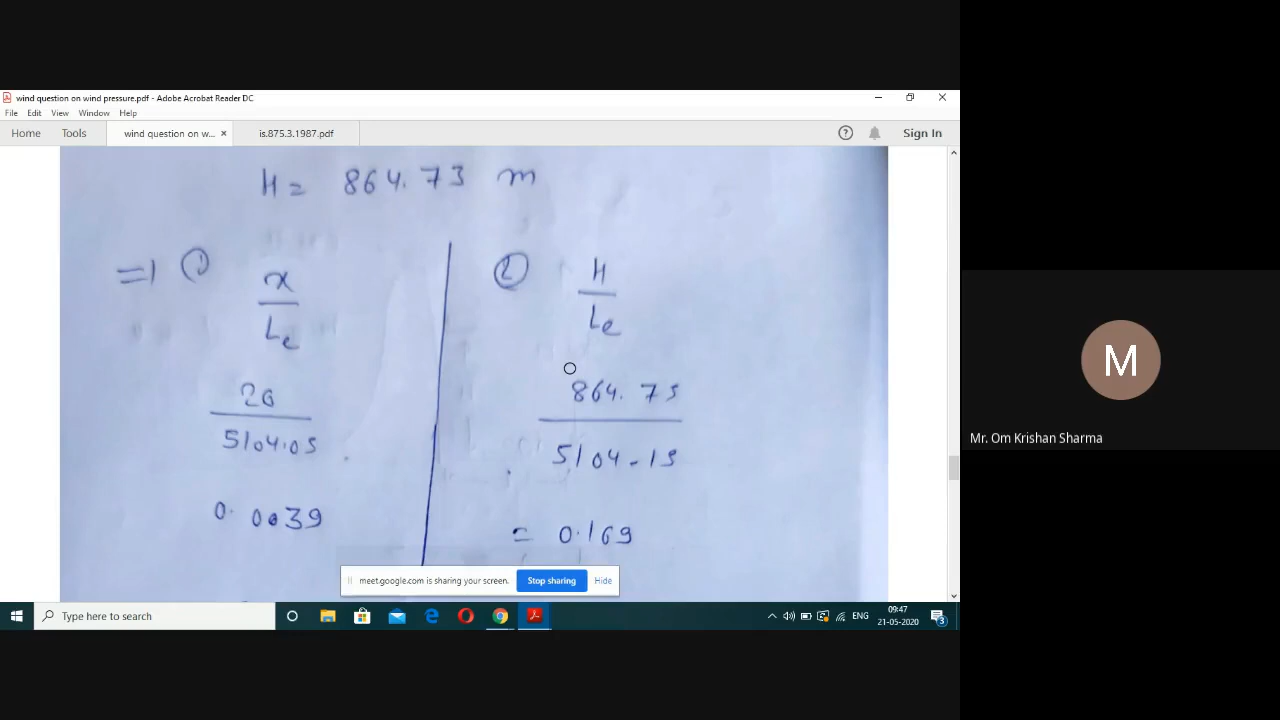 wind question on wind pressure.pdf - Adobe Acrobat Reader DC
File Edit View Window Help
Home Tools wind question on w... × is.875.3.1987.pdf Sign In
H = 864.73 m
=) ① x/Le
20/5104.05
0.0039
② H/Le
864.73/5104.15
= 0.169
meet.google.com is sharing your screen. Stop sharing Hide
Type here to search
ENG
09:47
21-05-2020
3
M
Mr. Om Krishan Sharma